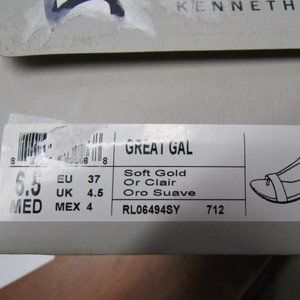 KENNETH
GREAT GAL
6.5 EU 37
UK 4.5
MED MEX 4
Soft Gold
Or Clair
Oro Suave
RL06494SY 712